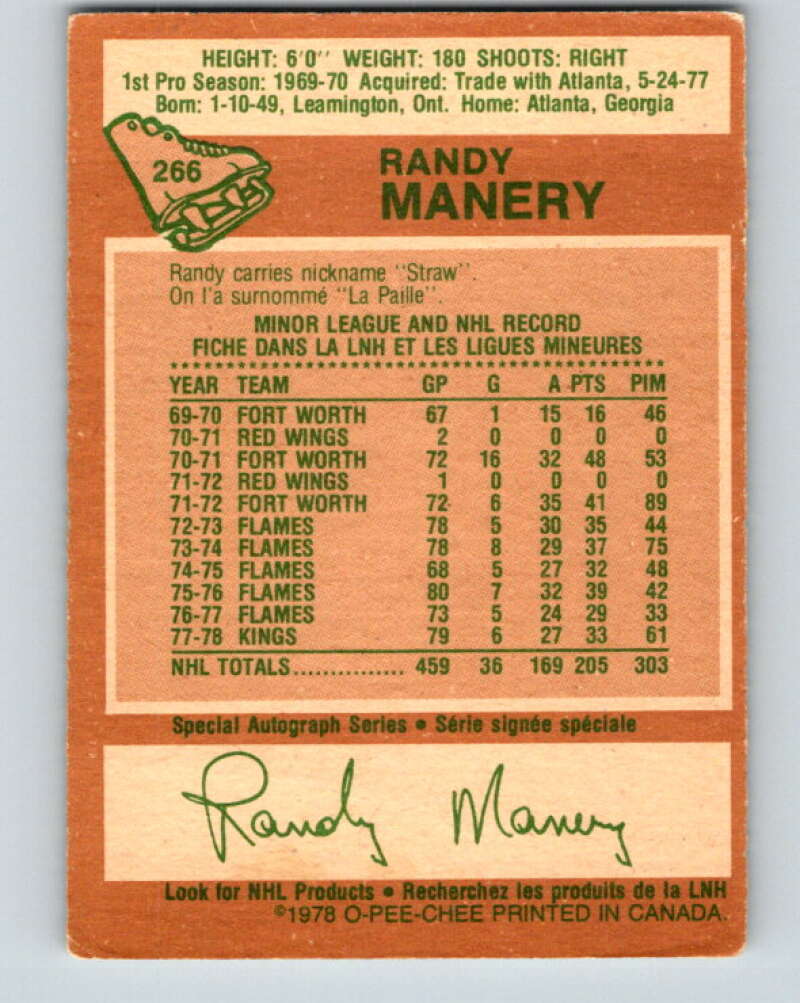 HEIGHT: 6'0'' WEIGHT: 180 SHOOTS: RIGHT
1st Pro Season: 1969-70 Acquired: Trade with Atlanta, 5-24-77
Born: 1-10-49, Leamington, Ont. Home: Atlanta, Georgia
266
RANDY
MANERY
Randy carries nickname ''Straw''.
On l'a surnommé ''La Paille''.
MINOR LEAGUE AND NHL RECORD
FICHE DANS LA LNH ET LES LIGUES MINEURES
YEAR TEAM GP G A PTS PIM
69-70 FORT WORTH 67 1 15 16 46
70-71 RED WINGS 2 0 0 0 0
70-71 FORT WORTH 72 16 32 48 53
71-72 RED WINGS 1 0 0 0 0
71-72 FORT WORTH 72 6 35 41 89
72-73 FLAMES 78 5 30 35 44
73-74 FLAMES 78 8 29 37 75
74-75 FLAMES 68 5 27 32 48
75-76 FLAMES 80 7 32 39 42
76-77 FLAMES 73 5 24 29 33
77-78 KINGS 79 6 27 33 61
NHL TOTALS............... 459 36 169 205 303
Special Autograph Series • Série signée spéciale
Randy Manery
Look for NHL Products • Recherchez les produits de la LNH
©1978 O-PEE-CHEE PRINTED IN CANADA.